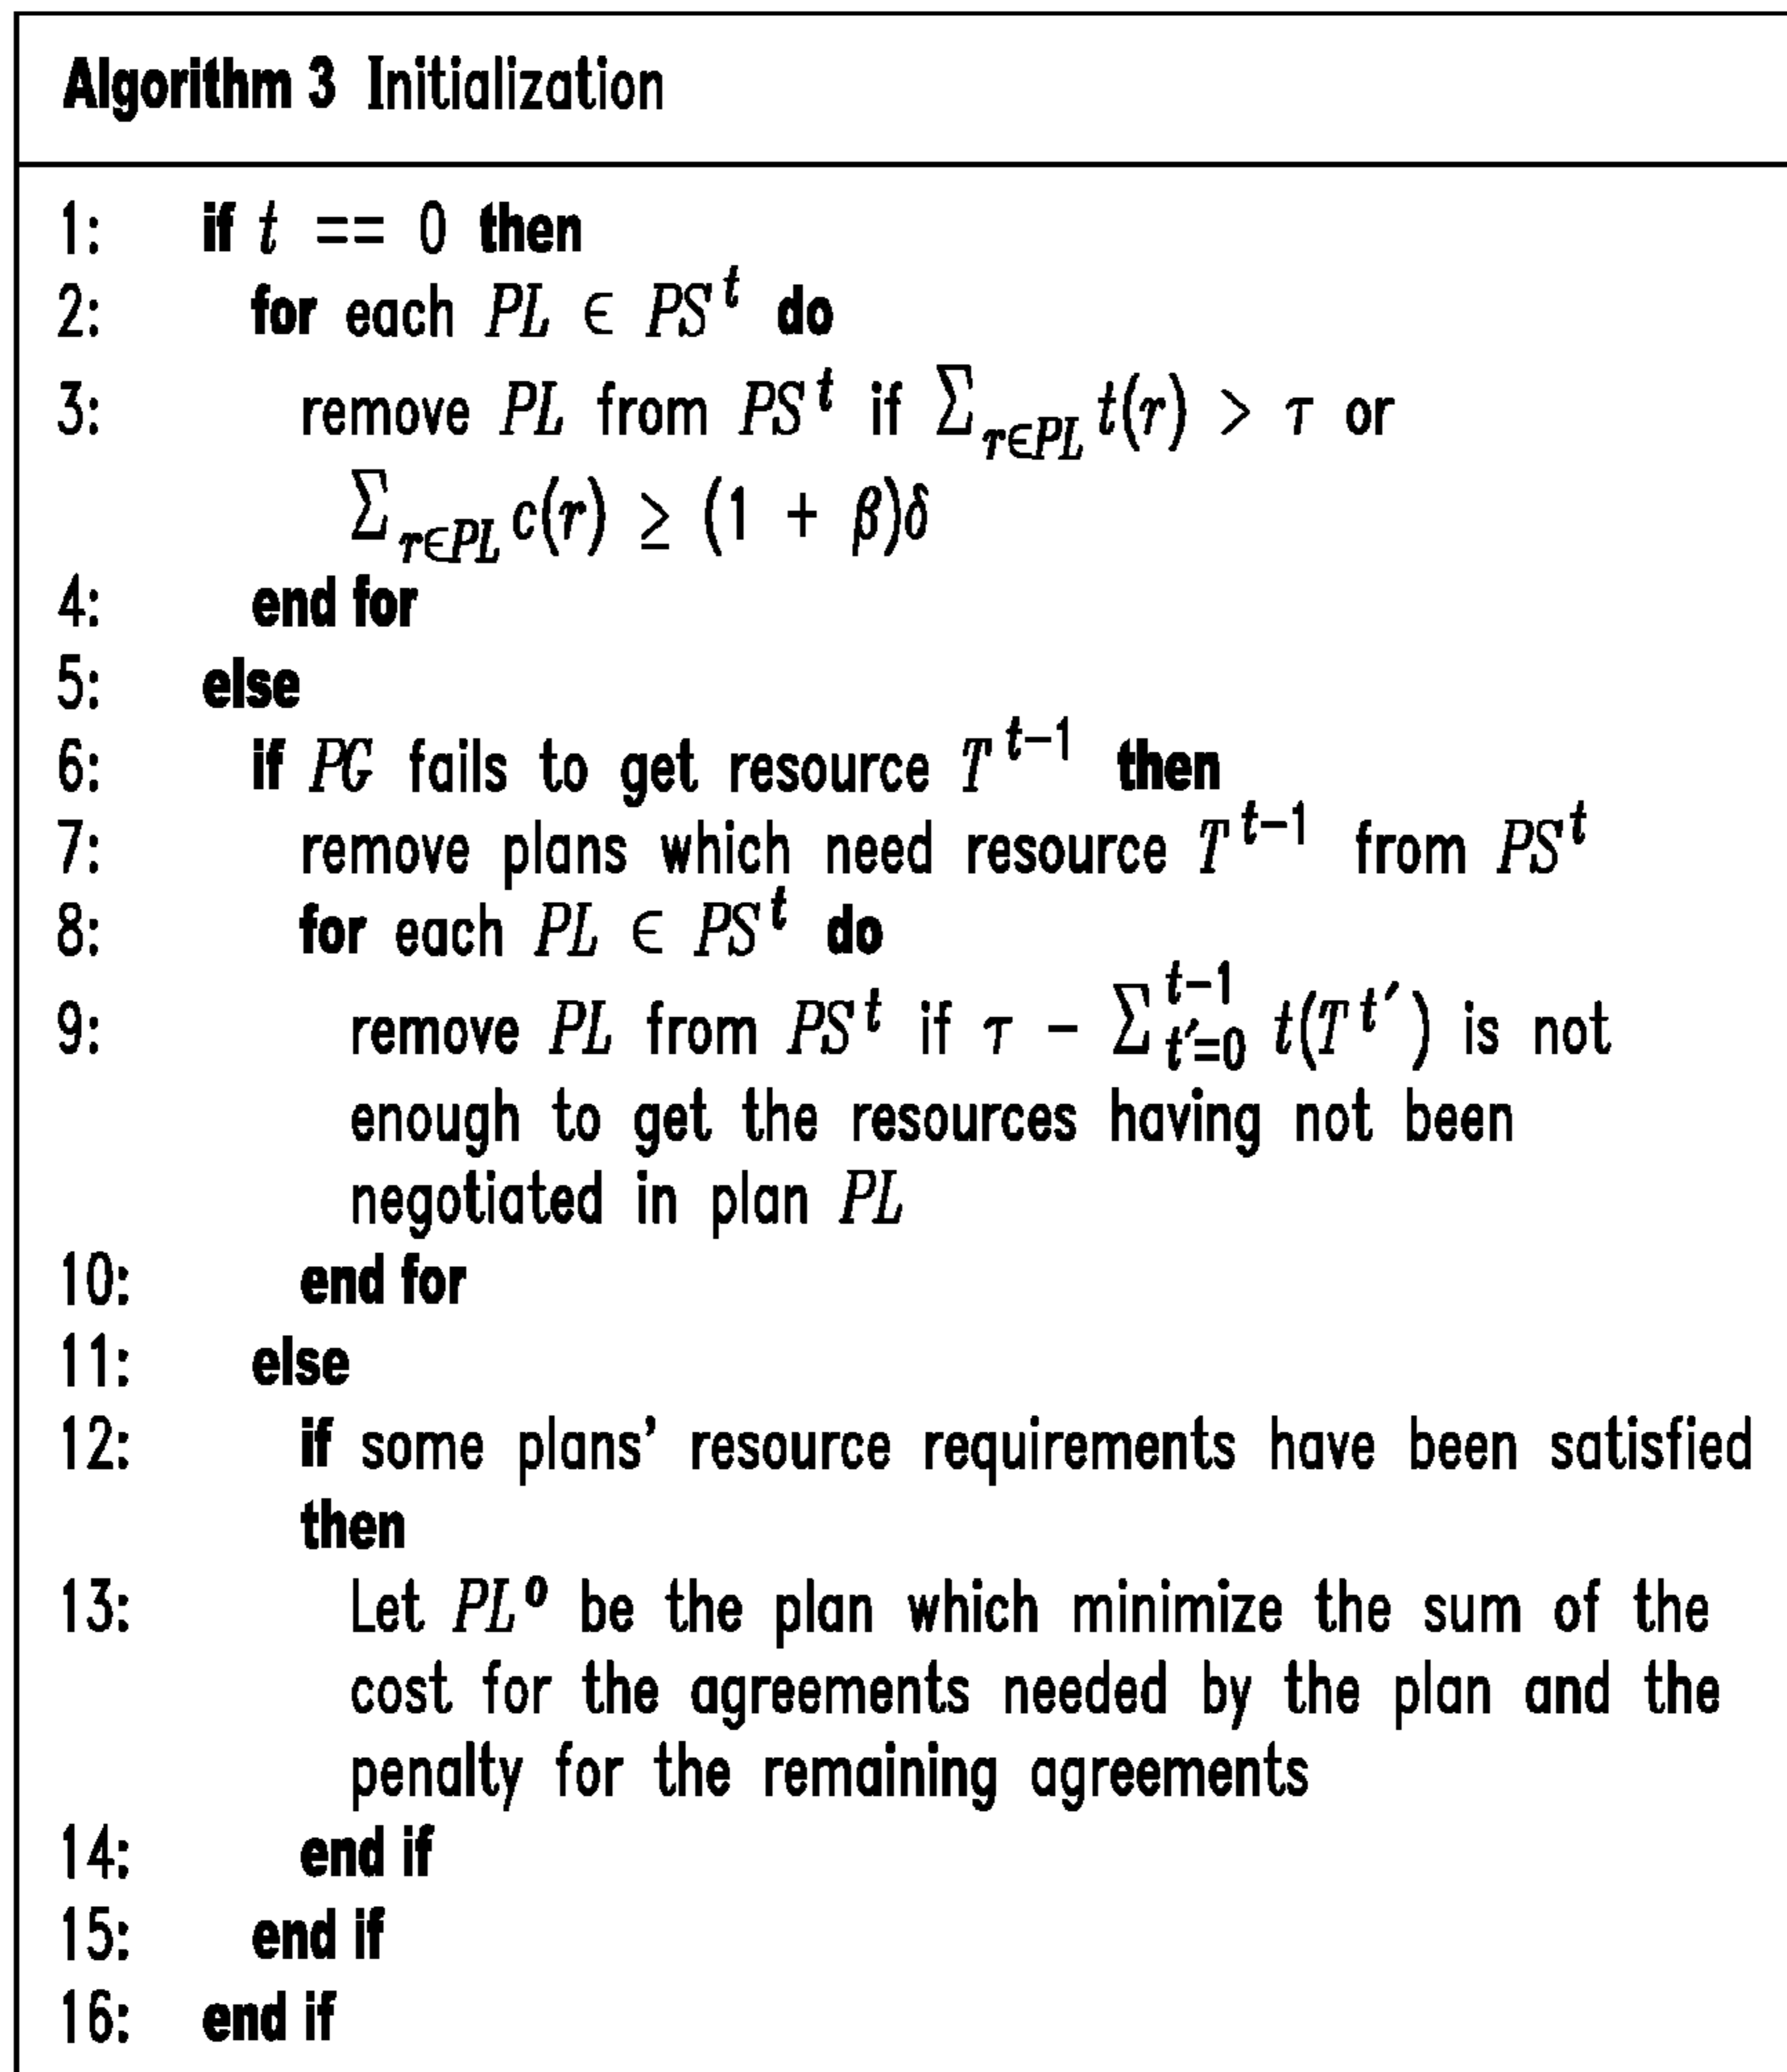 Algorithm 3 Initialization
1: if t == 0 then
2: for each PL ∈ PS^t do
3: remove PL from PS^t if ∑_{r∈PL} t(r) > τ or
∑_{r∈PL} c(r) ≥ (1 + β)δ
4: end for
5: else
6: if PG fails to get resource T^{t−1} then
7: remove plans which need resource T^{t−1} from PS^t
8: for each PL ∈ PS^t do
9: remove PL from PS^t if τ − ∑_{t′=0}^{t−1} t(T^{t′}) is not
enough to get the resources having not been
negotiated in plan PL
10: end for
11: else
12: if some plans’ resource requirements have been satisfied
then
13: Let PL^o be the plan which minimize the sum of the
cost for the agreements needed by the plan and the
penalty for the remaining agreements
14: end if
15: end if
16: end if